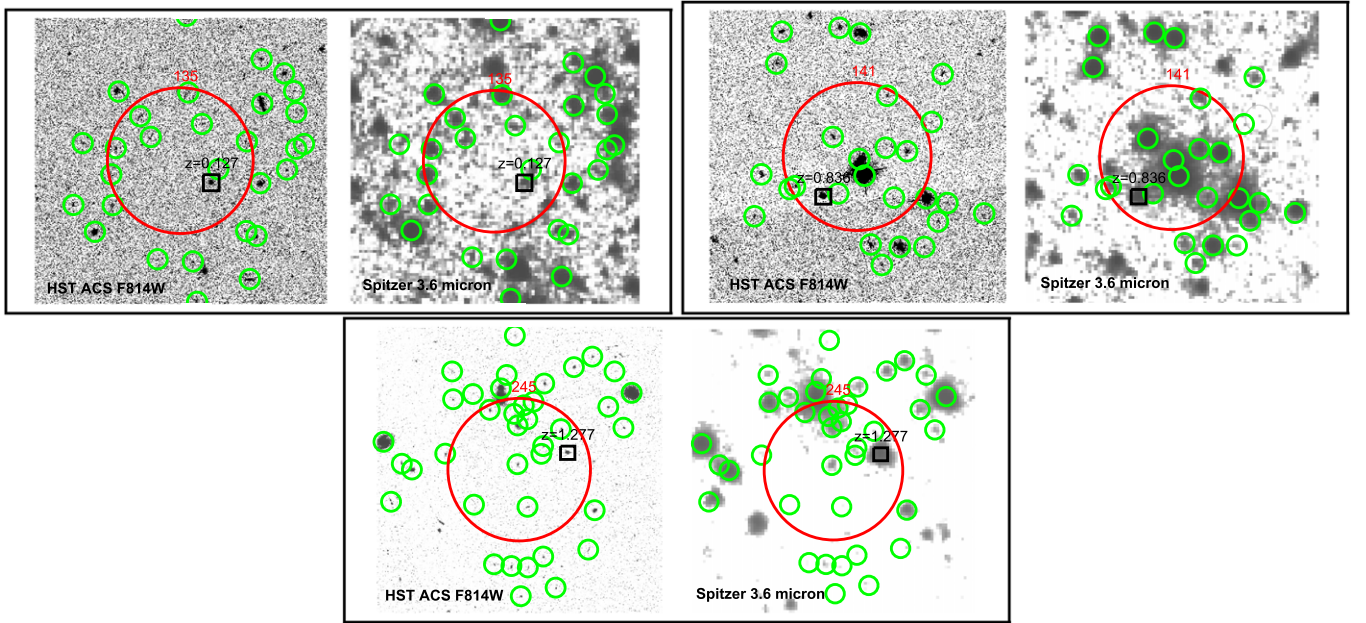 135
z=0.127
HST ACS F814W
135
z=0.127
Spitzer 3.6 micron
141
z=0.836
HST ACS F814W
141
z=0.836
Spitzer 3.6 micron
245
z=1.277
HST ACS F814W
245
z=1.277
Spitzer 3.6 micron